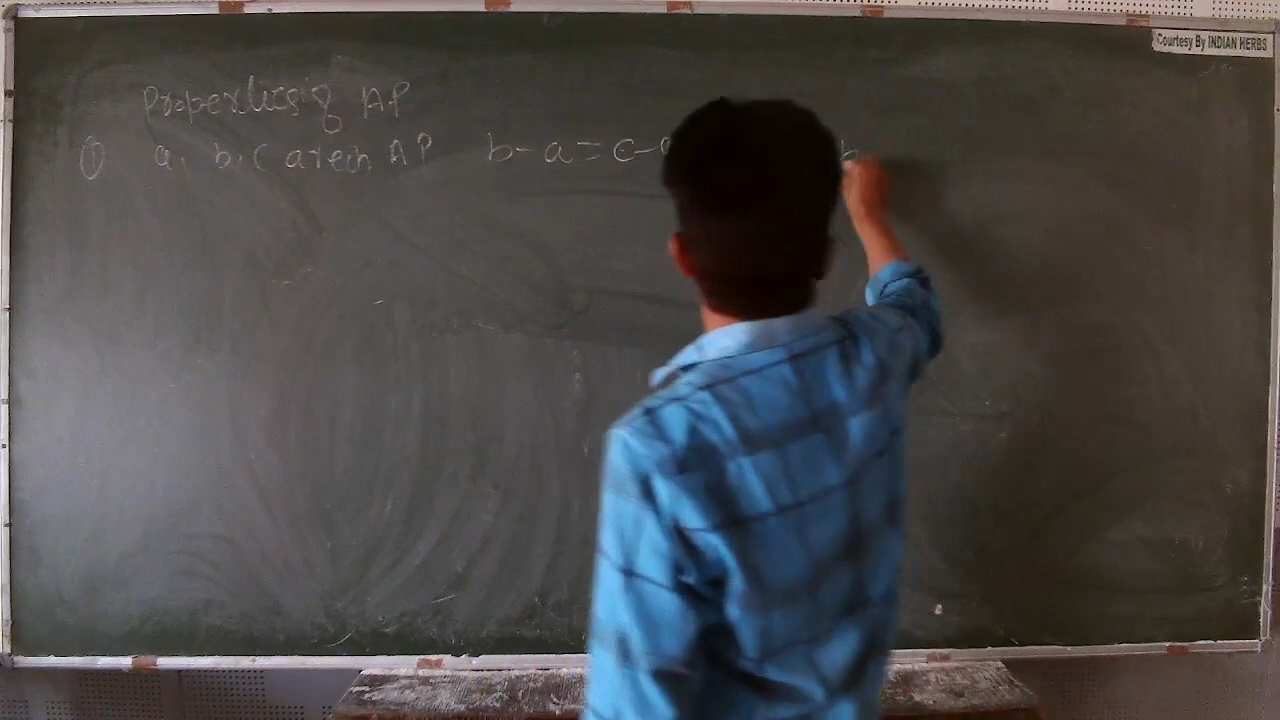 Courtesy By INDIAN HERBS
Properties of AP
① a, b, c are in AP b-a=c-